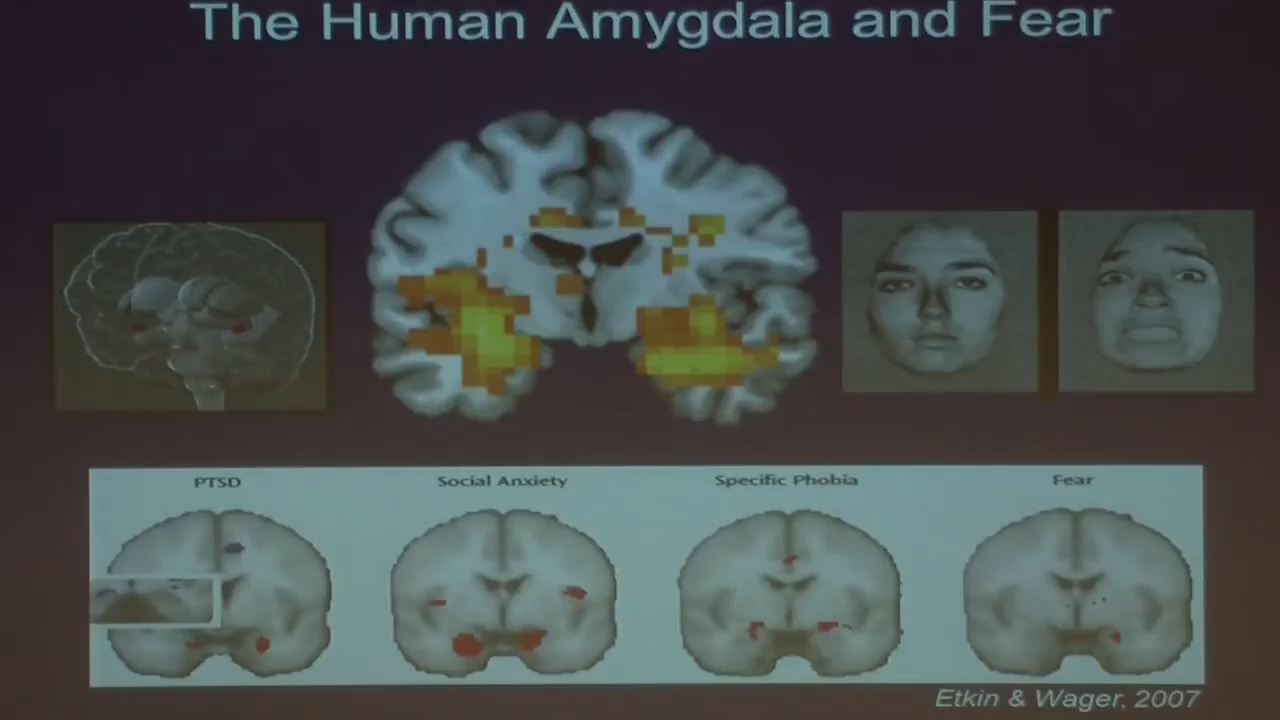 The Human Amygdala and Fear
PTSD
Social Anxiety
Specific Phobia
Fear
Etkin & Wager, 2007